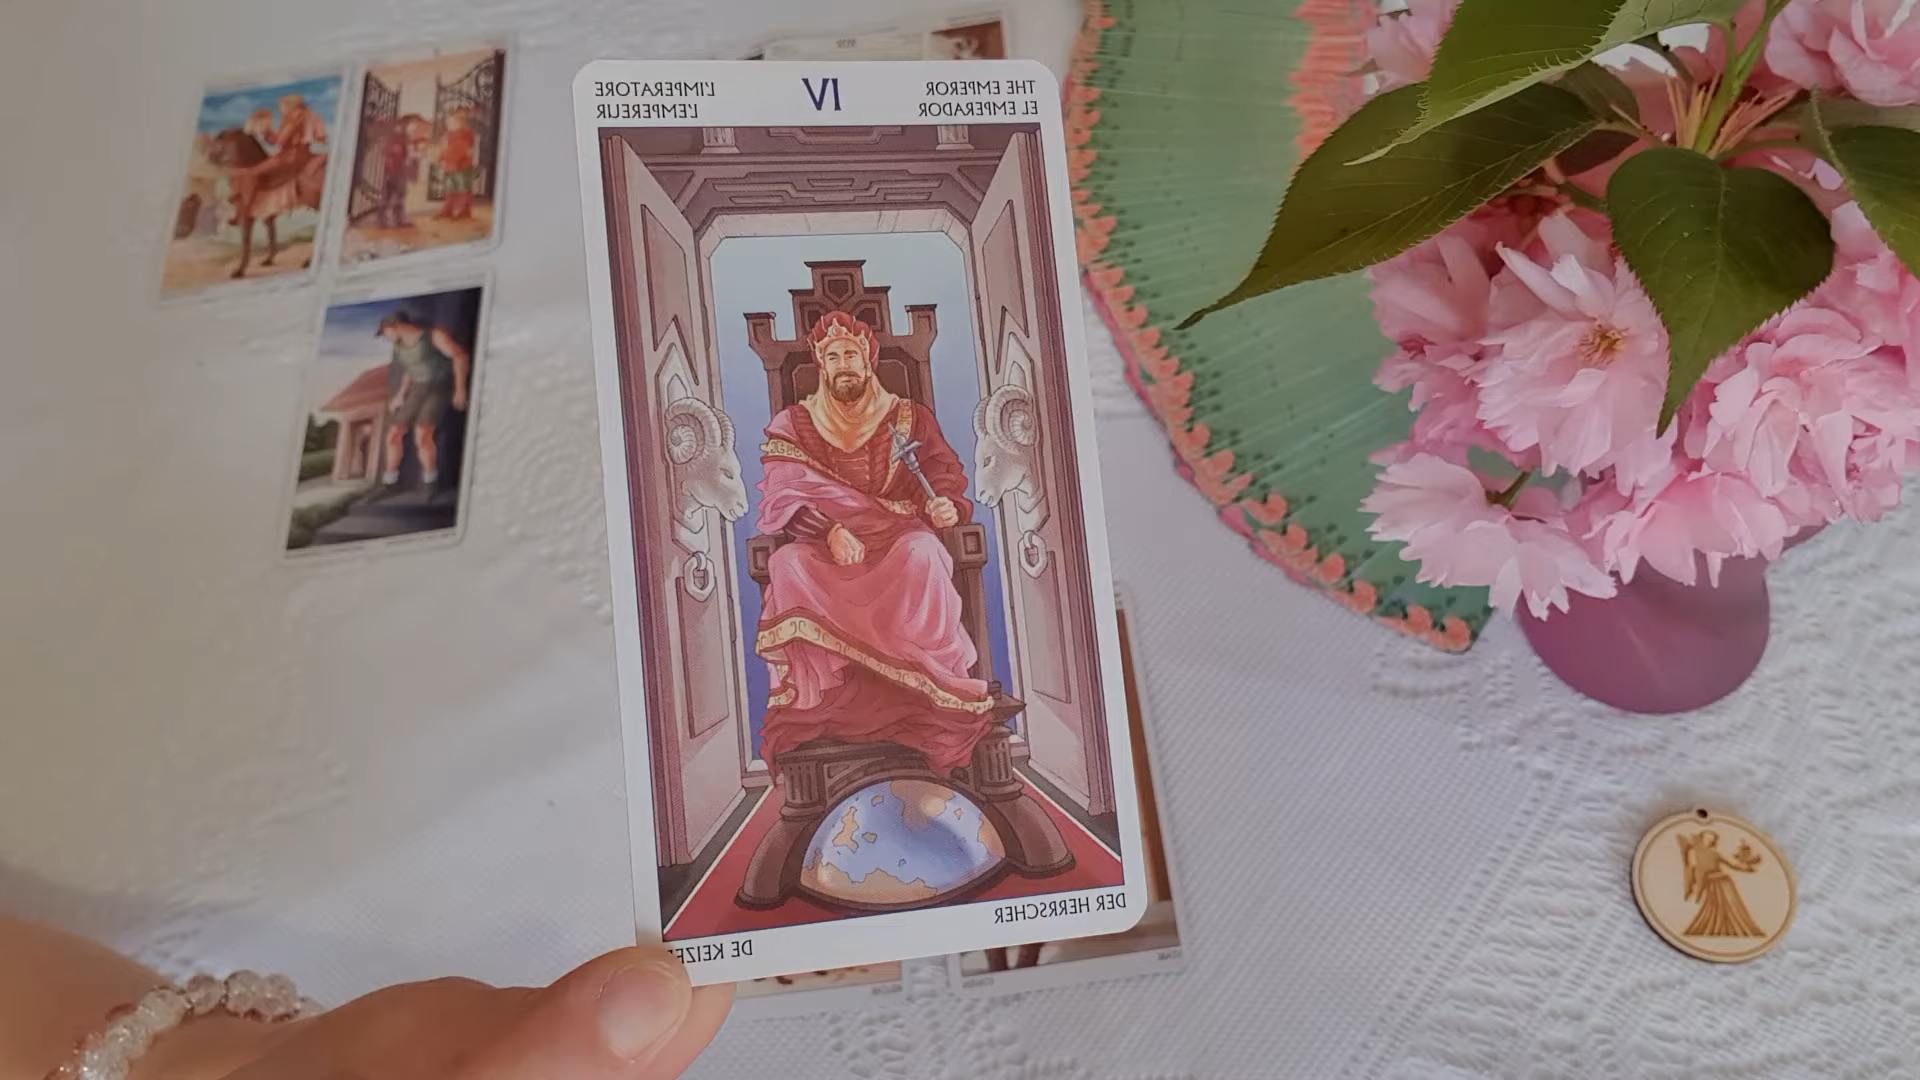 THE EMPEROR
EL EMPERADOR
IV
L'IMPERATORE
L'EMPEREUR
DER HERRSCHER
DE KEIZER